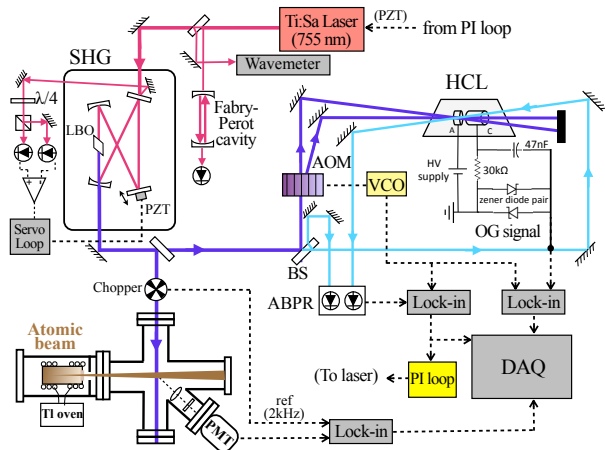 Ti:Sa Laser
(755 nm)
(PZT)
from PI loop
SHG
Wavemeter
λ/4
LBO
Fabry-
Perot
cavity
HCL
A
C
AOM
47nF
HV
supply
30kΩ
zener diode pair
VCO
OG signal
PZT
Servo
Loop
BS
Chopper
ABPR
Lock-in
Lock-in
Atomic
beam
DAQ
(To laser)
PI loop
Tl oven
ref
(2kHz)
PMT
Lock-in